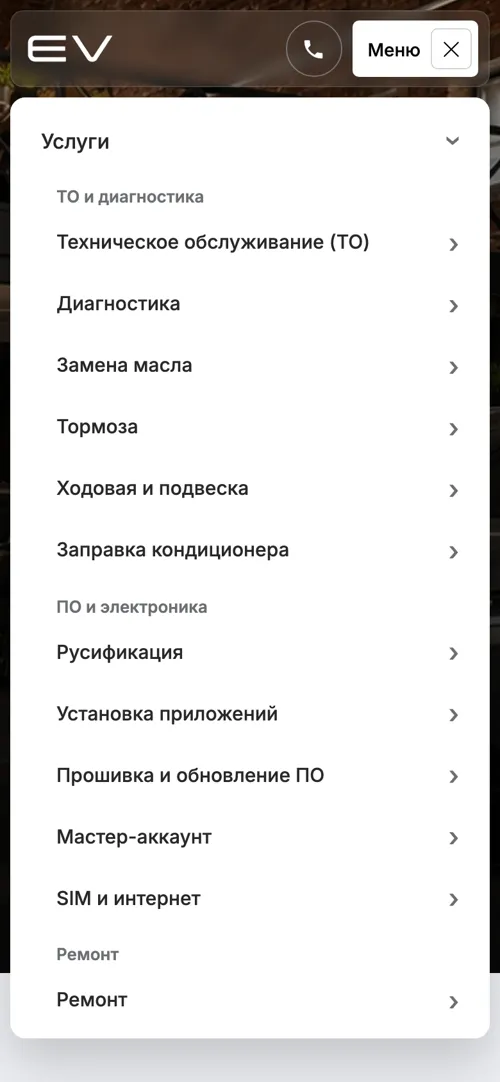 EV
Меню
Услуги
ТО и диагностика
Техническое обслуживание (ТО)
Диагностика
Замена масла
Тормоза
Ходовая и подвеска
Заправка кондиционера
ПО и электроника
Русификация
Установка приложений
Прошивка и обновление ПО
Мастер-аккаунт
SIM и интернет
Ремонт
Ремонт